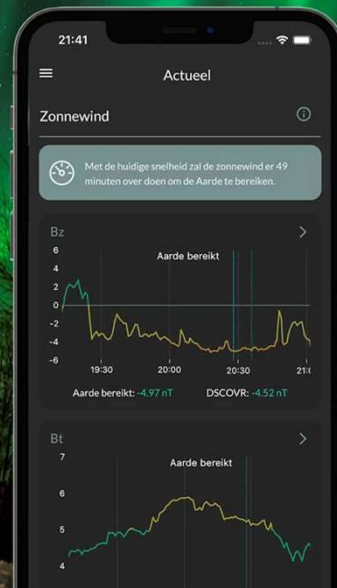 21:41
Actueel
Zonnewind
Met de huidige snelheid zal de zonnewind er 49
minuten over doen om de Aarde te bereiken.
Bz
6
Aarde bereikt
4
2
0
-2
-4
-6
19:30 20:00 20:30 21:(
Aarde bereikt: -4.97 nT DSCOVR: -4.52 nT
Bt
7
Aarde bereikt
6
5
4